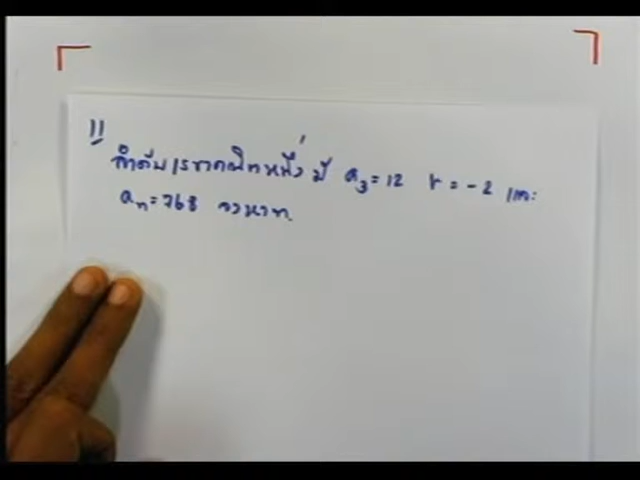 11
ลำดับเรขาคณิตหนึ่ง มี a₃ = 12 r = -2 และ
aₙ = 768 จงหา n